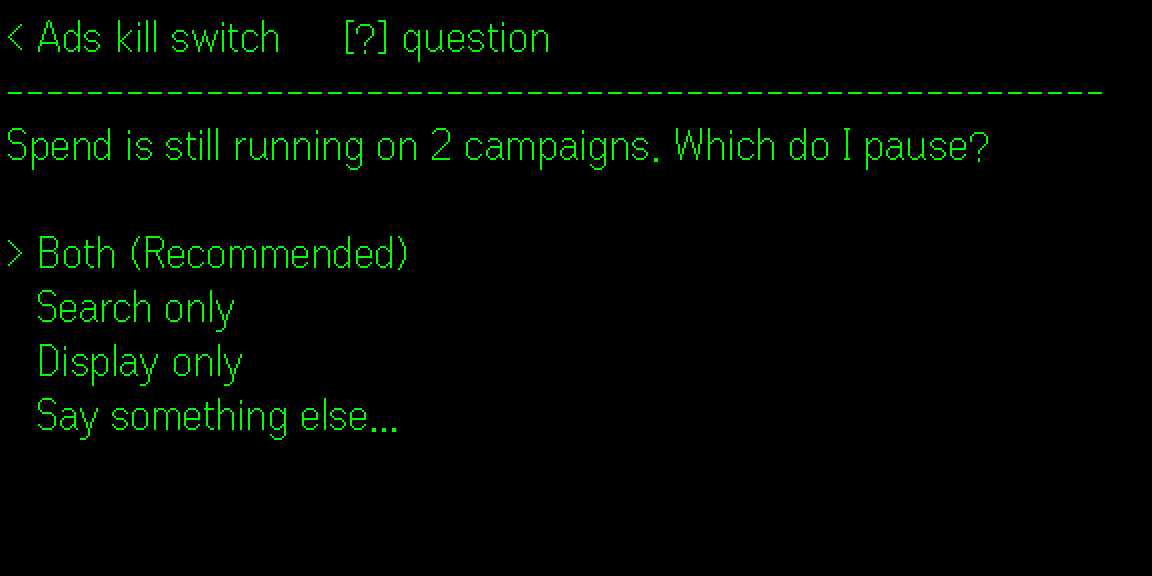 < Ads kill switch    [?] question
-------------------------------------------------------
Spend is still running on 2 campaigns. Which do I pause?
> Both (Recommended)
Search only
Display only
Say something else...